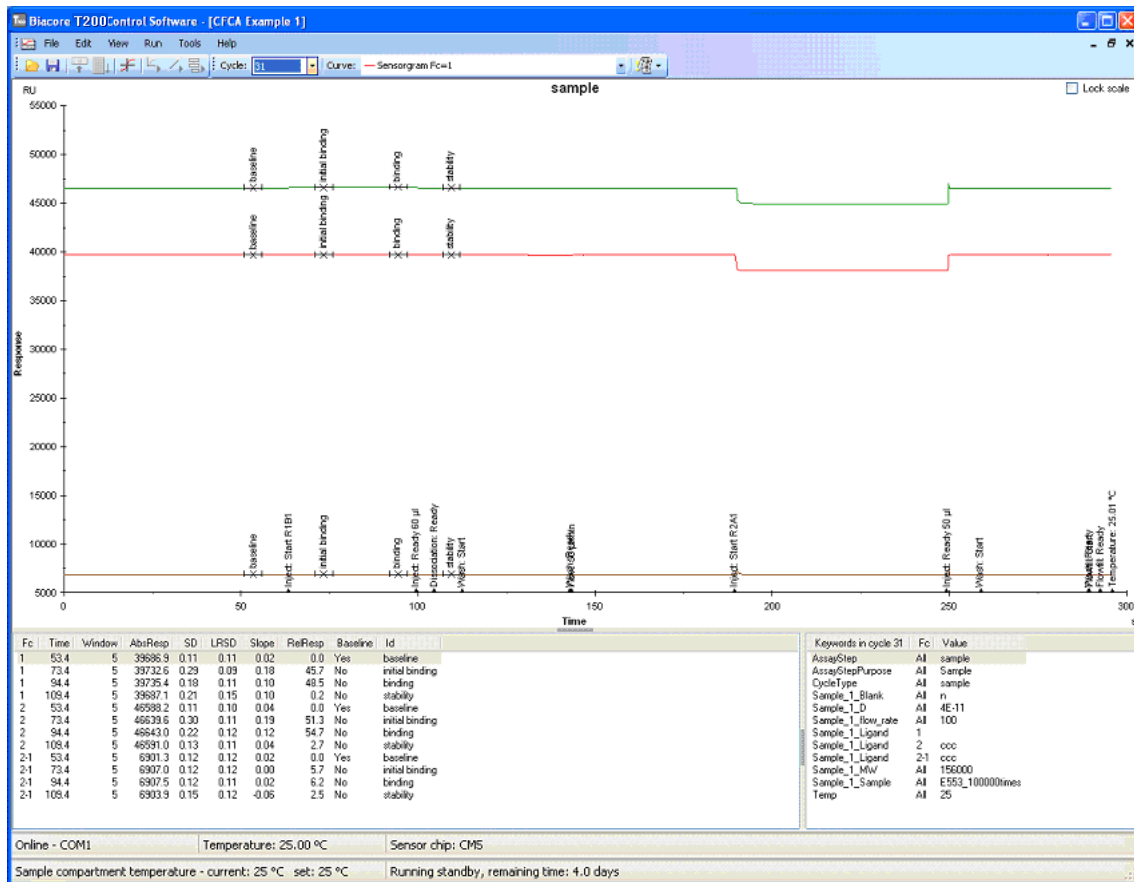 Biacore T200Control Software - [CFCA Example 1]
File Edit View Run Tools Help
Cycle: 31 Curve: Sensorgram Fc=1
RU sample Lock scale
55000
50000
45000
40000
35000
30000
25000
20000
15000
10000
5000
Response
baseline initial binding binding stability
baseline initial binding binding stability
baseline Inject: Start R1B1 initial binding binding Inject: Ready 60 µl Dissociation: Ready stability Wash: Start Inject: Start R2A1 Inject: Ready 50 µl Wash: Start Flowfit: Ready Temperature: 25.01 °C
0 50 100 150 200 250 300
Time s
Fc Time Window AbsResp SD LRSD Slope RelResp Baseline Id
1 53.4 5 39686.9 0.11 0.11 0.02 0.0 Yes baseline
1 73.4 5 39732.6 0.29 0.09 0.18 45.7 No initial binding
1 94.4 5 39735.4 0.18 0.11 0.10 48.5 No binding
1 109.4 5 39687.1 0.21 0.15 0.10 0.2 No stability
2 53.4 5 46588.2 0.11 0.10 0.04 0.0 Yes baseline
2 73.4 5 46639.6 0.30 0.11 0.19 51.3 No initial binding
2 94.4 5 46643.0 0.22 0.12 0.12 54.7 No binding
2 109.4 5 46591.0 0.13 0.11 0.04 2.7 No stability
2-1 53.4 5 6901.3 0.12 0.12 0.02 0.0 Yes baseline
2-1 73.4 5 6907.0 0.12 0.12 0.00 5.7 No initial binding
2-1 94.4 5 6907.5 0.12 0.11 0.02 6.2 No binding
2-1 109.4 5 6903.9 0.15 0.12 -0.06 2.5 No stability
Keywords in cycle 31 Fc Value
AssayStep All sample
AssayStepPurpose All Sample
CycleType All sample
Sample_1_Blank All n
Sample_1_D All 4E-11
Sample_1_flow_rate All 100
Sample_1_Ligand 1
Sample_1_Ligand 2 ccc
Sample_1_Ligand 2-1 ccc
Sample_1_MW All 156000
Sample_1_Sample All E553_100000times
Temp All 25
Online - COM1 Temperature: 25.00 ºC Sensor chip: CM5
Sample compartment temperature - current: 25 °C set: 25 °C Running standby, remaining time: 4.0 days